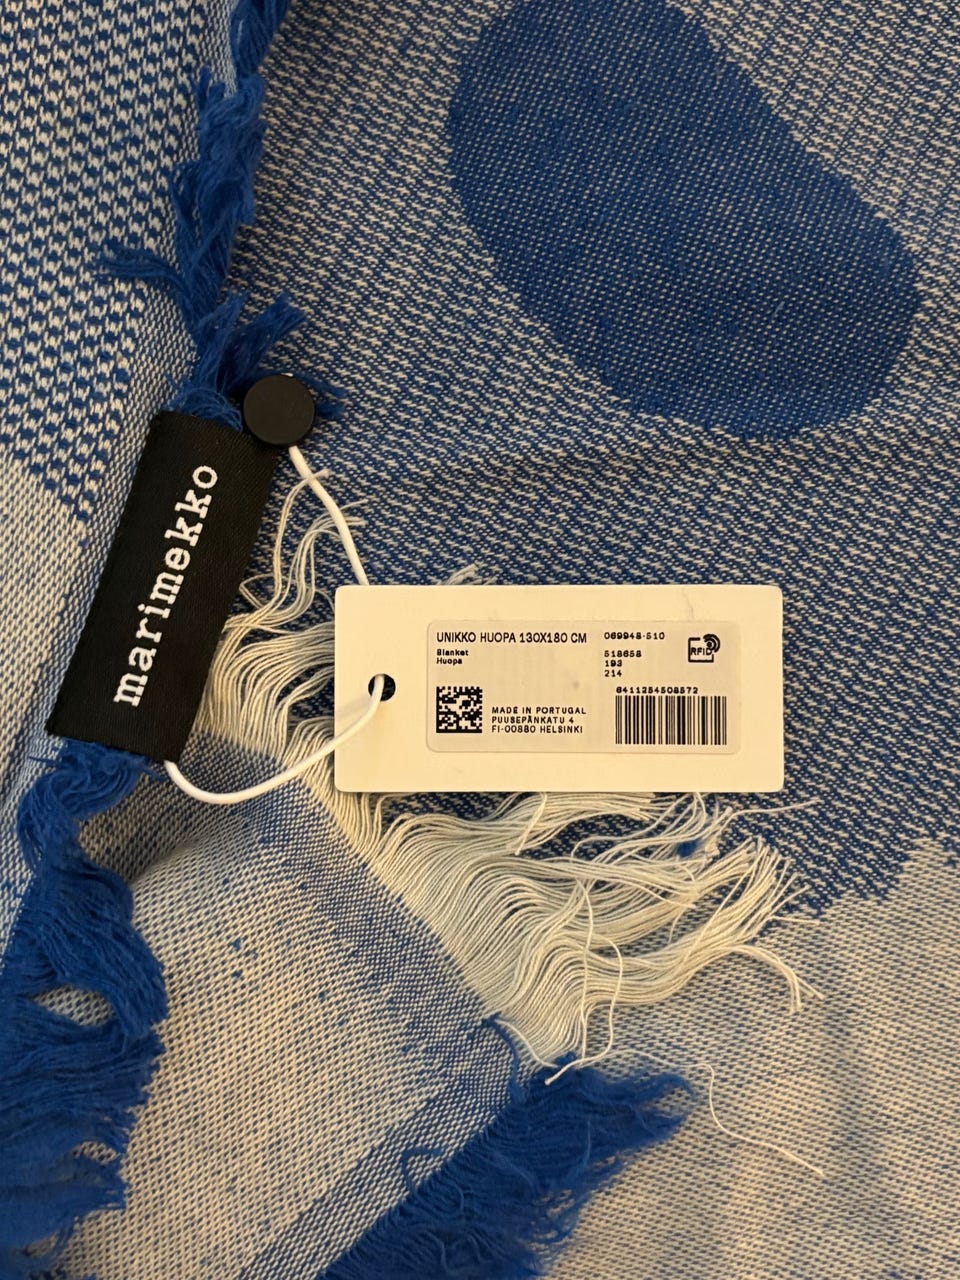 marimekko
UNIKKO HUOPA 130X180 CM
Blanket
Huopa
MADE IN PORTUGAL
PUUSEPÄNKATU 4
FI-00880 HELSINKI
069948-510
518658
193
214
RFID
6411254508572